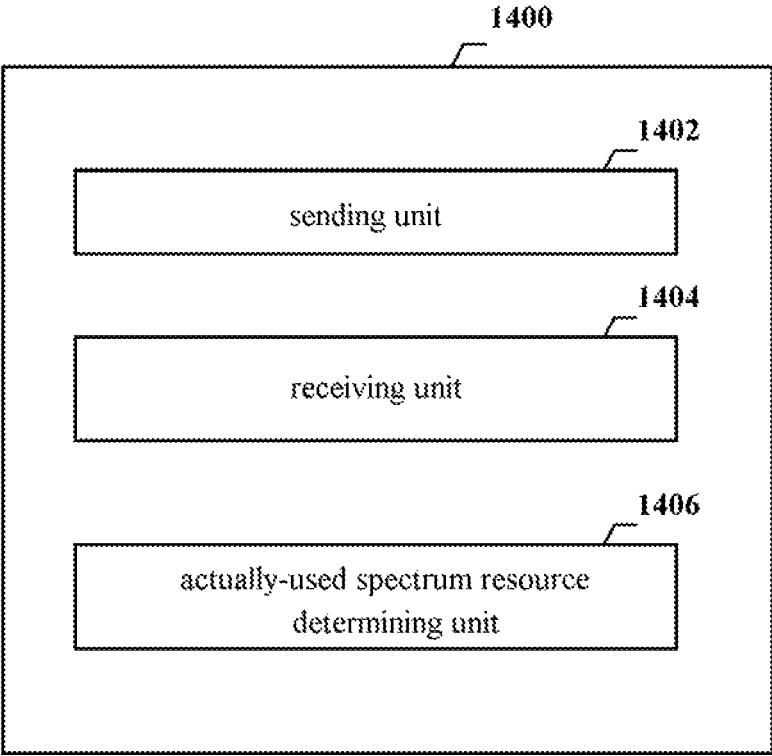 1400
1402
sending unit
1404
receiving unit
1406
actually-used spectrum resource
determining unit